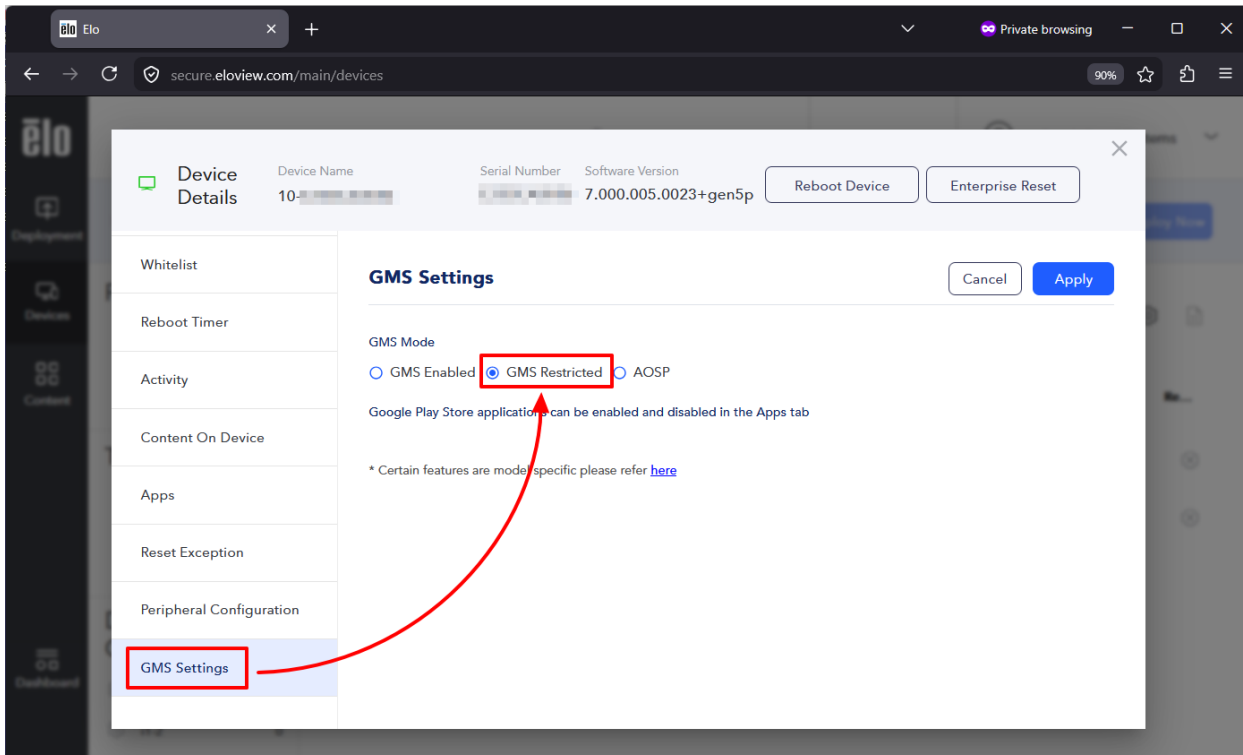 elo Elo
Private browsing
secure.eloview.com/main/devices
90%
ēlo
Deployment
Devices
Content
Dashboard
Device Details
Device Name
10-
Serial Number
Software Version
7.000.005.0023+gen5p
Reboot Device
Enterprise Reset
Whitelist
Reboot Timer
Activity
Content On Device
Apps
Reset Exception
Peripheral Configuration
GMS Settings
GMS Settings
Cancel
Apply
GMS Mode
GMS Enabled
GMS Restricted
AOSP
Google Play Store applications can be enabled and disabled in the Apps tab
* Certain features are model specific please refer here